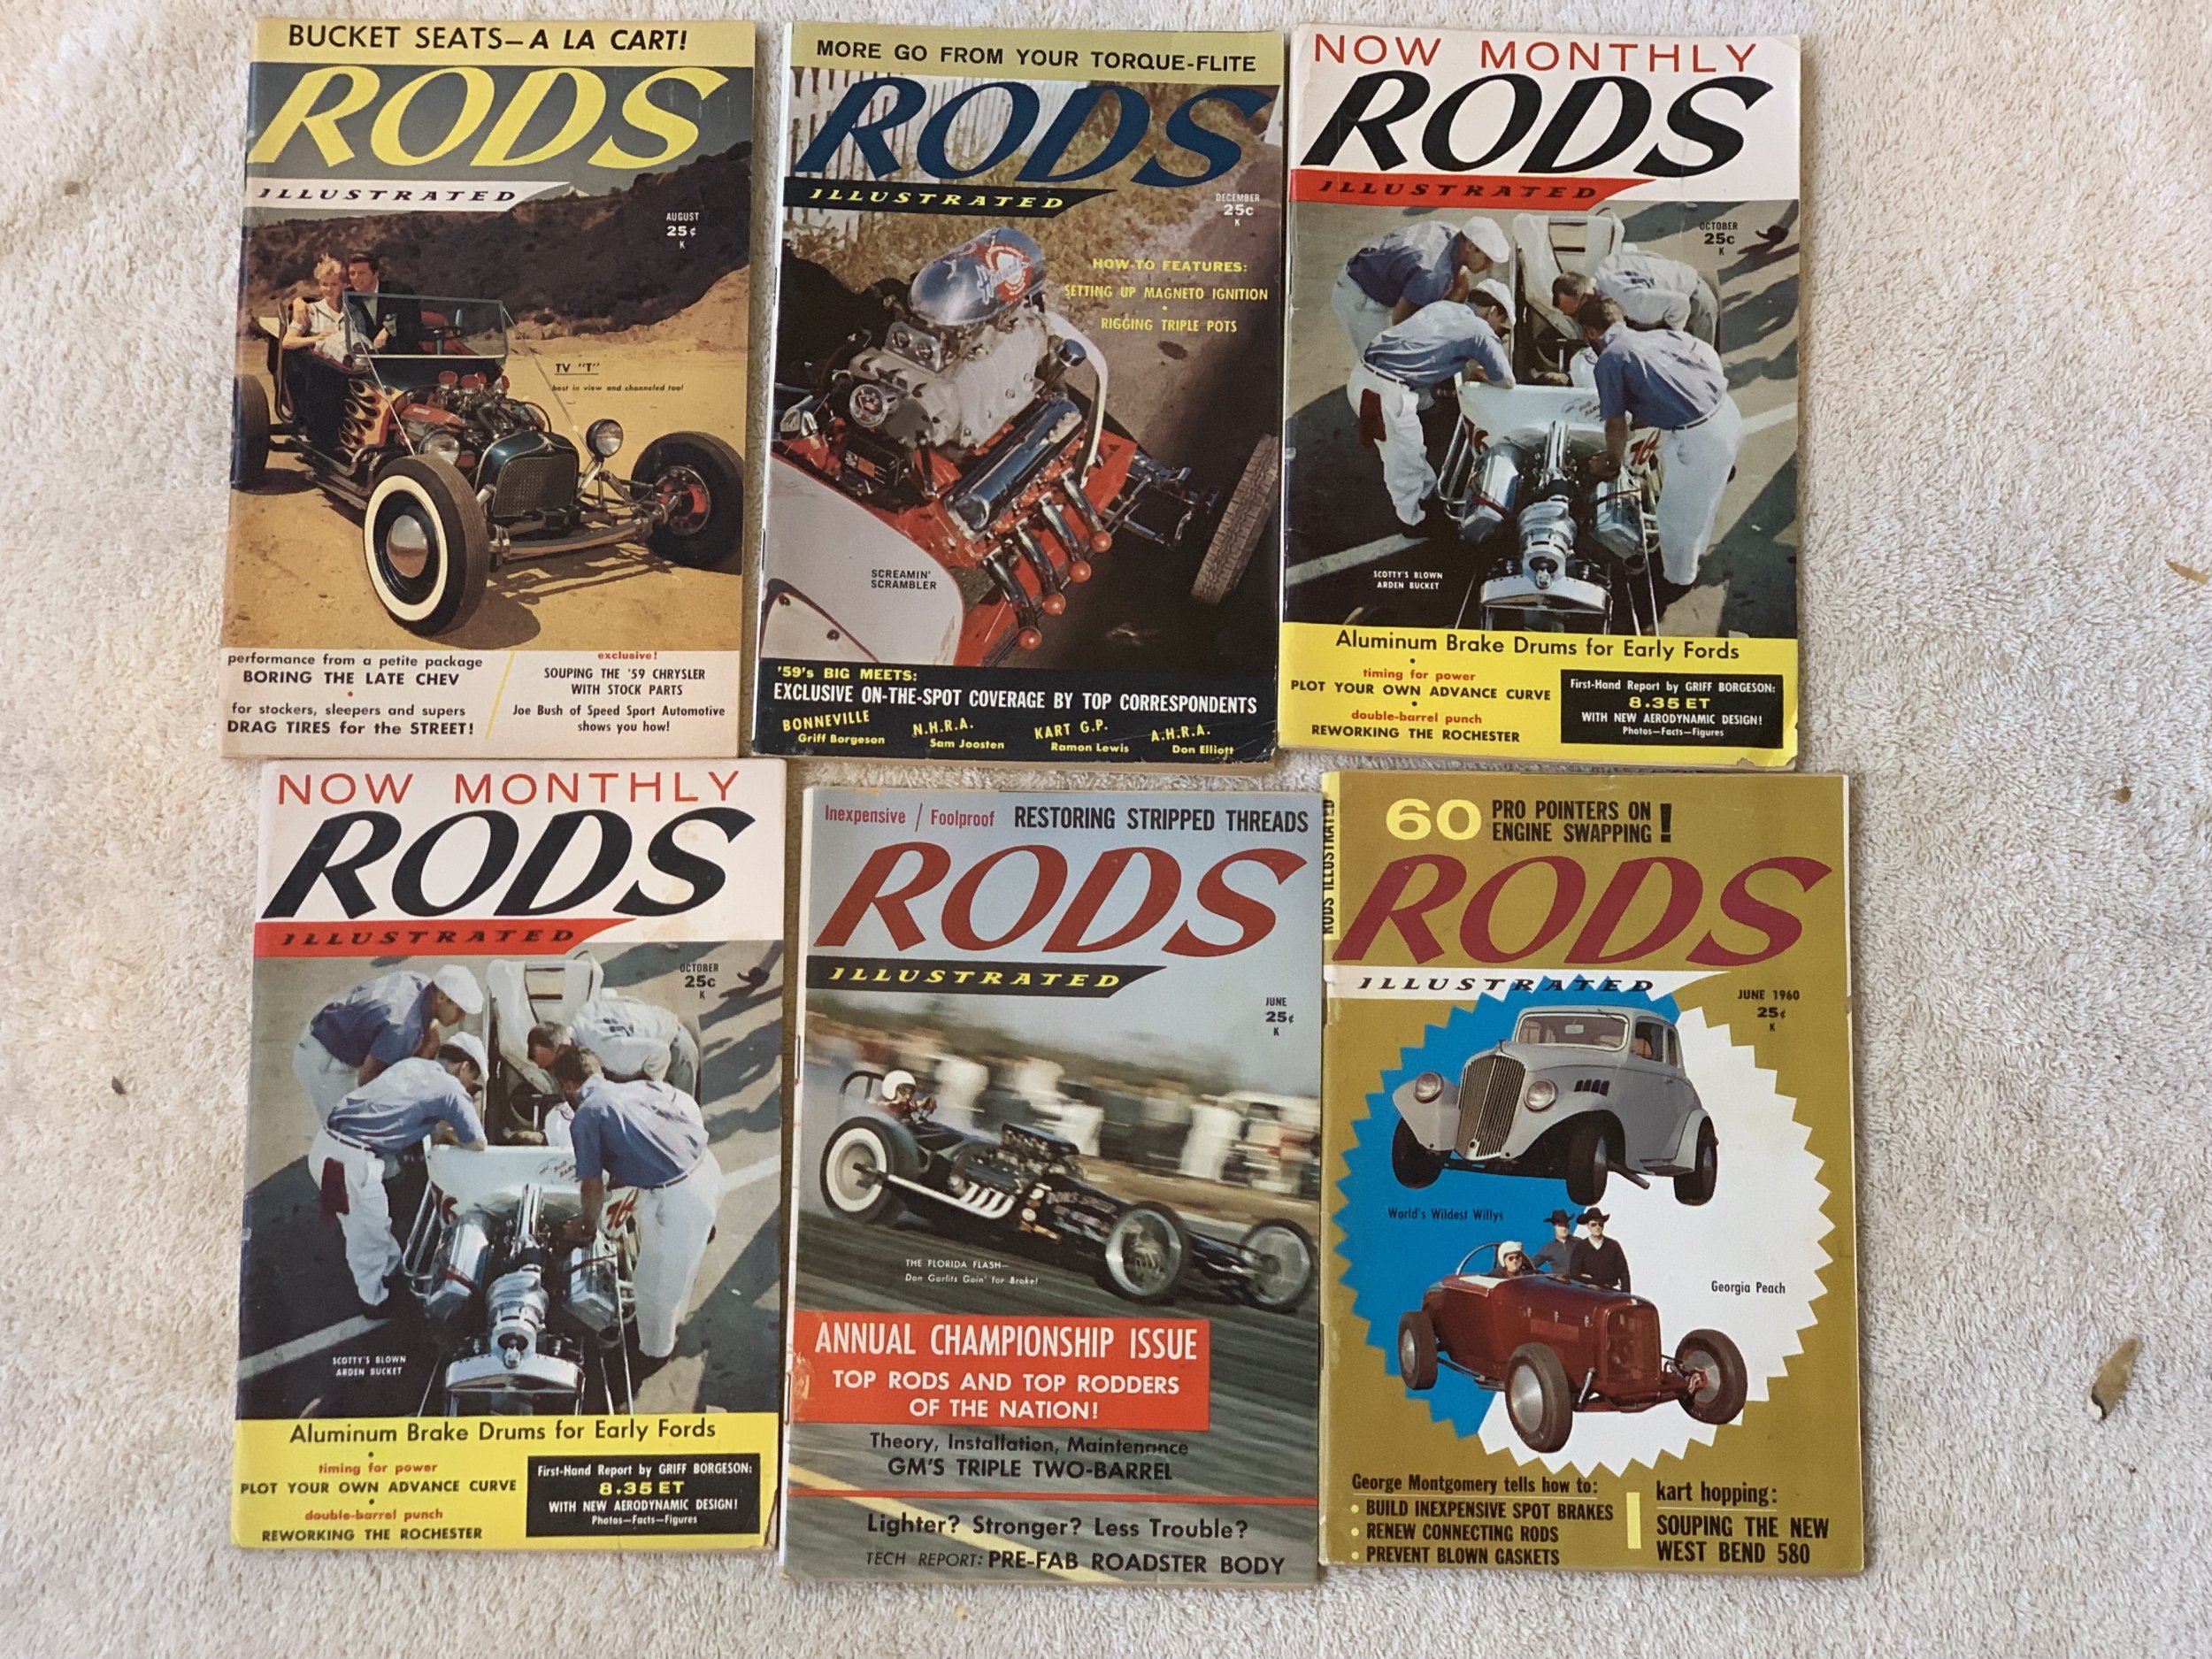 BUCKET SEATS—A LA CART!
RODS
ILLUSTRATED
AUGUST
25¢
K
TV "T"
best in view and channeled too!
performance from a petite package
BORING THE LATE CHEV
for stockers, sleepers and supers
DRAG TIRES for the STREET!
exclusive!
SOUPING THE '59 CHRYSLER
WITH STOCK PARTS
Joe Bush of Speed Sport Automotive
shows you how!
MORE GO FROM YOUR TORQUE-FLITE
RODS
ILLUSTRATED
DECEMBER
25c
K
HOW-TO FEATURES:
SETTING UP MAGNETO IGNITION
RIGGING TRIPLE POTS
SCREAMIN'
SCRAMBLER
'59's BIG MEETS:
EXCLUSIVE ON-THE-SPOT COVERAGE BY TOP CORRESPONDENTS
BONNEVILLE
Griff Borgeson
N.H.R.A.
Sam Joosten
KART G.P.
Ramon Lewis
A.H.R.A.
Don Elliott
NOW MONTHLY
RODS
ILLUSTRATED
OCTOBER
25c
K
76
SCOTTY'S BLOWN
ARDEN BUCKET
Aluminum Brake Drums for Early Fords
timing for power
PLOT YOUR OWN ADVANCE CURVE
double-barrel punch
REWORKING THE ROCHESTER
First-Hand Report by GRIFF BORGESON:
8.35 ET
WITH NEW AERODYNAMIC DESIGN!
Photos—Facts—Figures
NOW MONTHLY
RODS
ILLUSTRATED
OCTOBER
25c
K
76
SCOTTY'S BLOWN
ARDEN BUCKET
Aluminum Brake Drums for Early Fords
timing for power
PLOT YOUR OWN ADVANCE CURVE
double-barrel punch
REWORKING THE ROCHESTER
First-Hand Report by GRIFF BORGESON:
8.35 ET
WITH NEW AERODYNAMIC DESIGN!
Photos—Facts—Figures
Inexpensive / Foolproof RESTORING STRIPPED THREADS
RODS
ILLUSTRATED
JUNE
25¢
K
THE FLORIDA FLASH—
Don Garlits Goin' for Broke!
ANNUAL CHAMPIONSHIP ISSUE
TOP RODS AND TOP RODDERS
OF THE NATION!
Theory, Installation, Maintenance
GM'S TRIPLE TWO-BARREL
Lighter? Stronger? Less Trouble?
TECH REPORT: PRE-FAB ROADSTER BODY
RODS ILLUSTRATED
60 PRO POINTERS ON
ENGINE SWAPPING!
RODS
ILLUSTRATED
JUNE 1960
25¢
K
World's Wildest Willys
Georgia Peach
George Montgomery tells how to:
• BUILD INEXPENSIVE SPOT BRAKES
• RENEW CONNECTING RODS
• PREVENT BLOWN GASKETS
kart hopping:
SOUPING THE NEW
WEST BEND 580